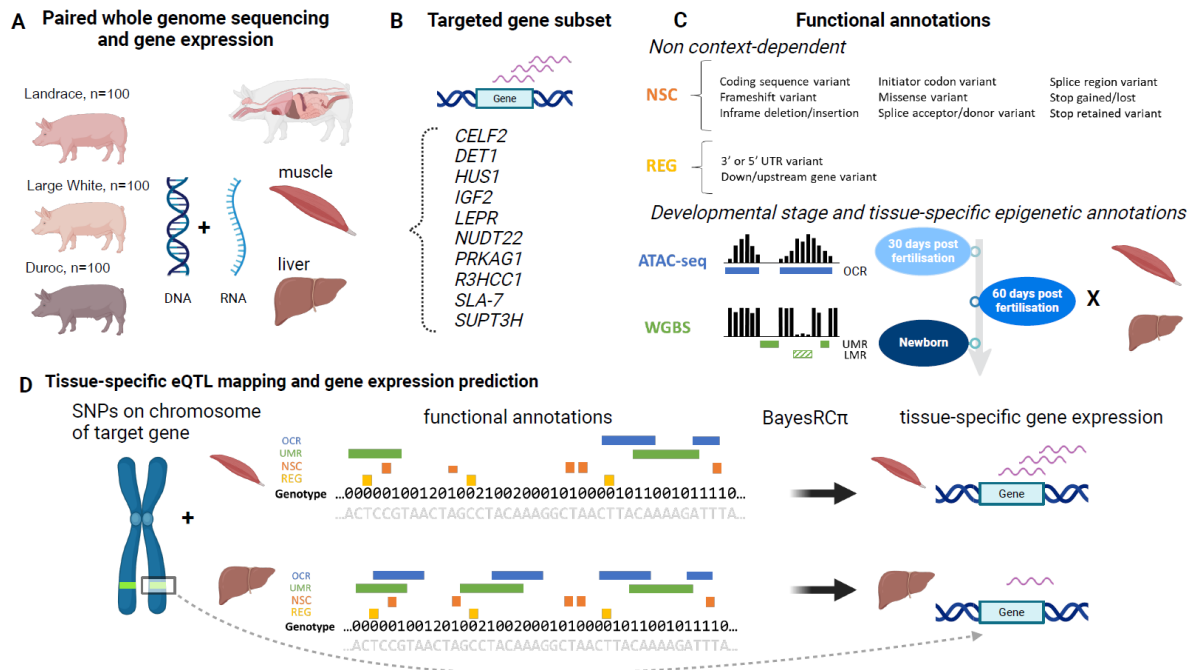 A Paired whole genome sequencing
and gene expression
Landrace, n=100
Large White, n=100
Duroc, n=100
+
DNA
RNA
muscle
liver
B Targeted gene subset
Gene
CELF2
DET1
HUS1
IGF2
LEPR
NUDT22
PRKAG1
R3HCC1
SLA-7
SUPT3H
C Functional annotations
Non context-dependent
NSC
Coding sequence variant
Frameshift variant
Inframe deletion/insertion
Initiator codon variant
Missense variant
Splice acceptor/donor variant
Splice region variant
Stop gained/lost
Stop retained variant
REG
3’ or 5’ UTR variant
Down/upstream gene variant
Developmental stage and tissue-specific epigenetic annotations
ATAC-seq
OCR
WGBS
UMR
LMR
30 days post
fertilisation
60 days post
fertilisation
Newborn
X
D Tissue-specific eQTL mapping and gene expression prediction
SNPs on chromosome
of target gene
functional annotations
BayesRCπ
tissue-specific gene expression
+
OCR
UMR
NSC
REG
Genotype ...000001001201002100200010100001011001011110...
...ACTCCGTAACTAGCCTACAAAGGCTAACTTACAAAAGATTTA...
Gene
OCR
UMR
NSC
REG
Genotype ...000001001201002100200010100001011001011110...
...ACTCCGTAACTAGCCTACAAAGGCTAACTTACAAAAGATTTA...
Gene